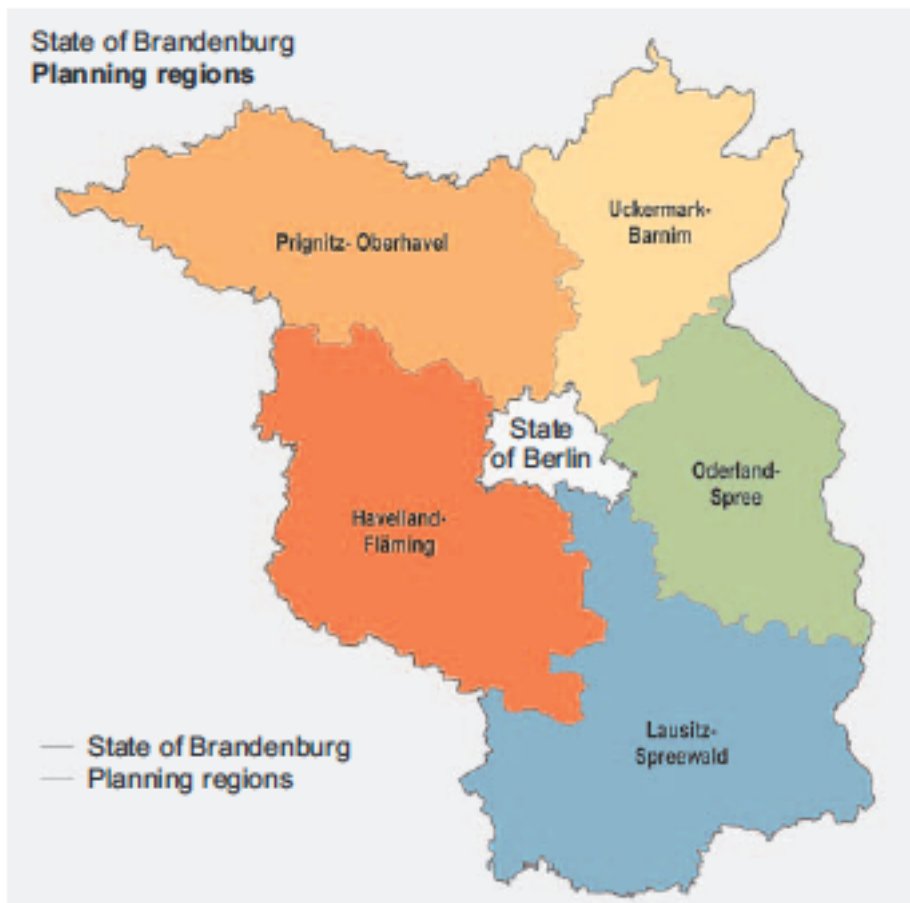 State of Brandenburg
Planning regions
Uckermark-
Barnim
Prignitz- Oberhavel
State
of Berlin
Oderland-
Spree
Havelland-
Fläming
Lausitz-
Spreewald
State of Brandenburg
Planning regions